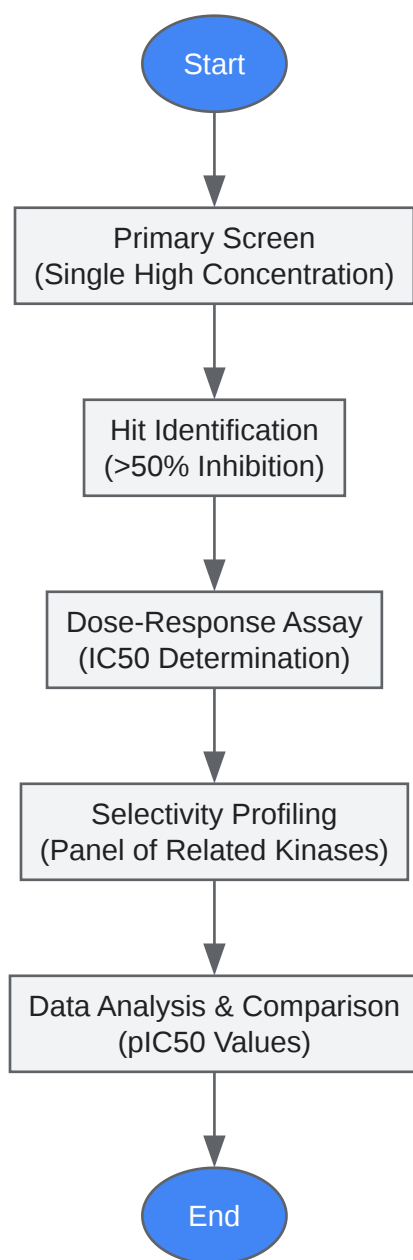 Start
Primary Screen
(Single High Concentration)
Hit Identification
(>50% Inhibition)
Dose-Response Assay
(IC50 Determination)
Selectivity Profiling
(Panel of Related Kinases)
Data Analysis & Comparison
(pIC50 Values)
End